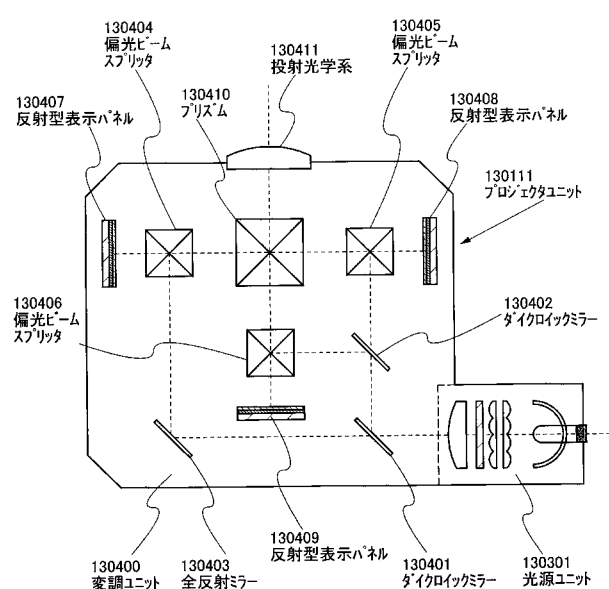 130404
偏光ビーム
スプリッタ
130411
投射光学系
130405
偏光ビーム
スプリッタ
130407
反射型表示パネル
130410
プリズム
130408
反射型表示パネル
130111
プロジェクタユニット
130406
偏光ビーム
スプリッタ
130402
ダイクロイックミラー
130409
反射型表示パネル
130400
変調ユニット
130403
全反射ミラー
130401
ダイクロイックミラー
130301
光源ユニット